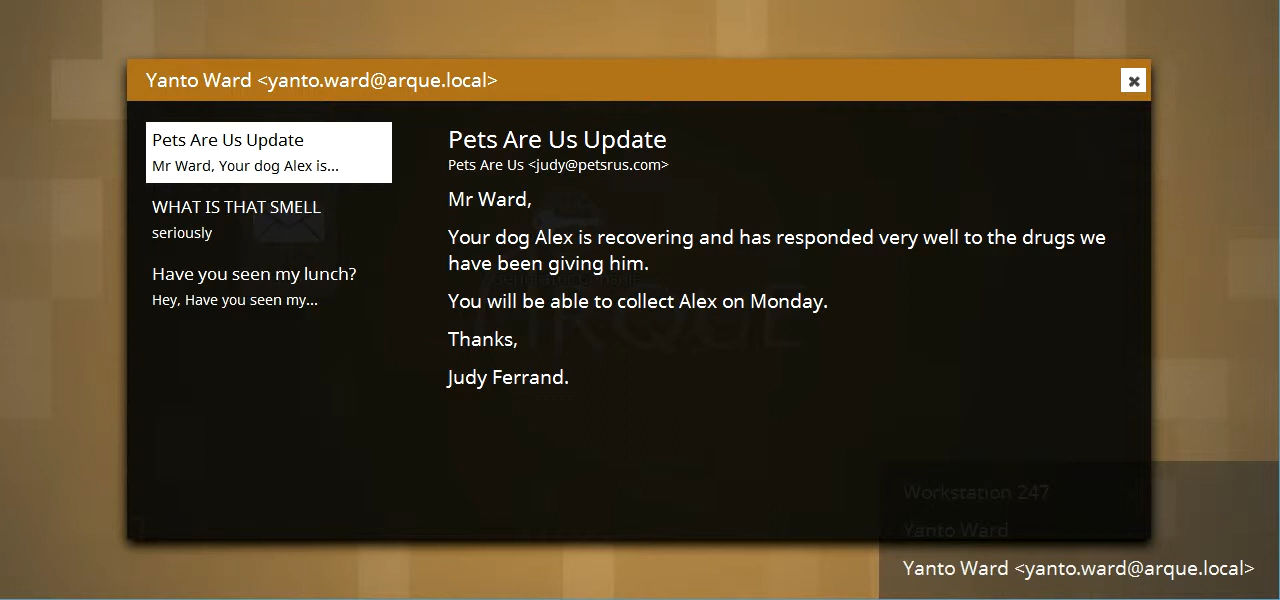 Yanto Ward <yanto.ward@arque.local>
Pets Are Us Update
Mr Ward, Your dog Alex is...
WHAT IS THAT SMELL
seriously
Have you seen my lunch?
Hey, Have you seen my...
Pets Are Us Update
Pets Are Us <judy@petsrus.com>
Mr Ward,
Your dog Alex is recovering and has responded very well to the drugs we
have been giving him.
You will be able to collect Alex on Monday.
Thanks,
Judy Ferrand.
ARQUE
Workstation 247
Yanto Ward
Yanto Ward <yanto.ward@arque.local>